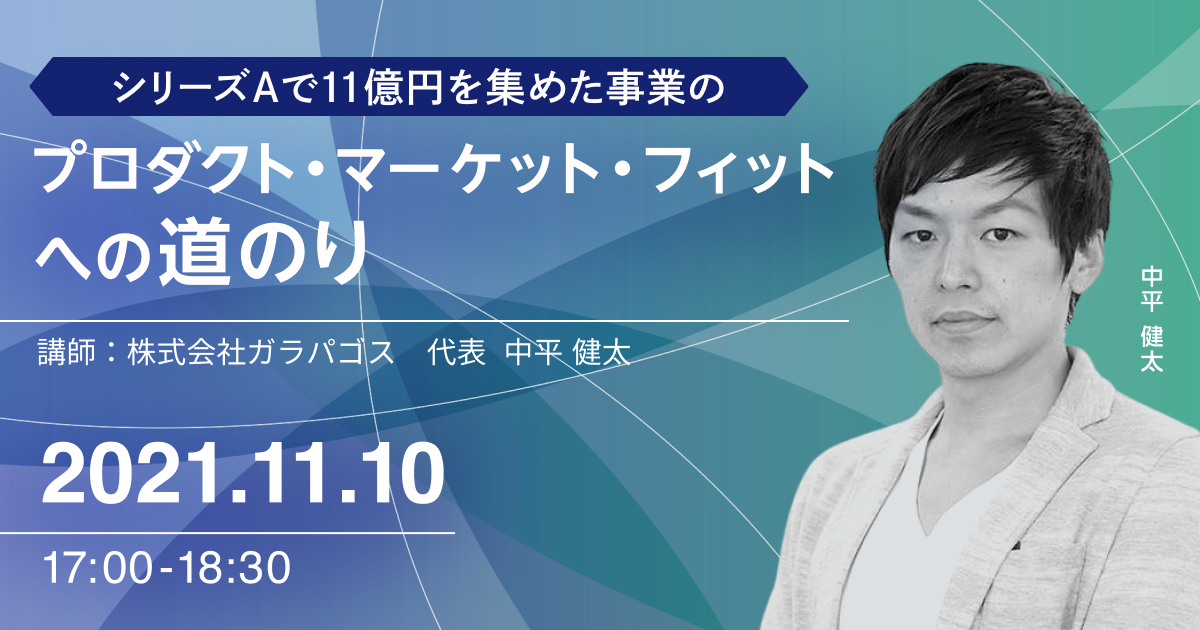 シリーズAで11億円を集めた事業の
プロダクト・マーケット・フィット
への道のり
講師：株式会社ガラパゴス　代表 中平 健太
2021.11.10
17:00-18:30
中平 健太